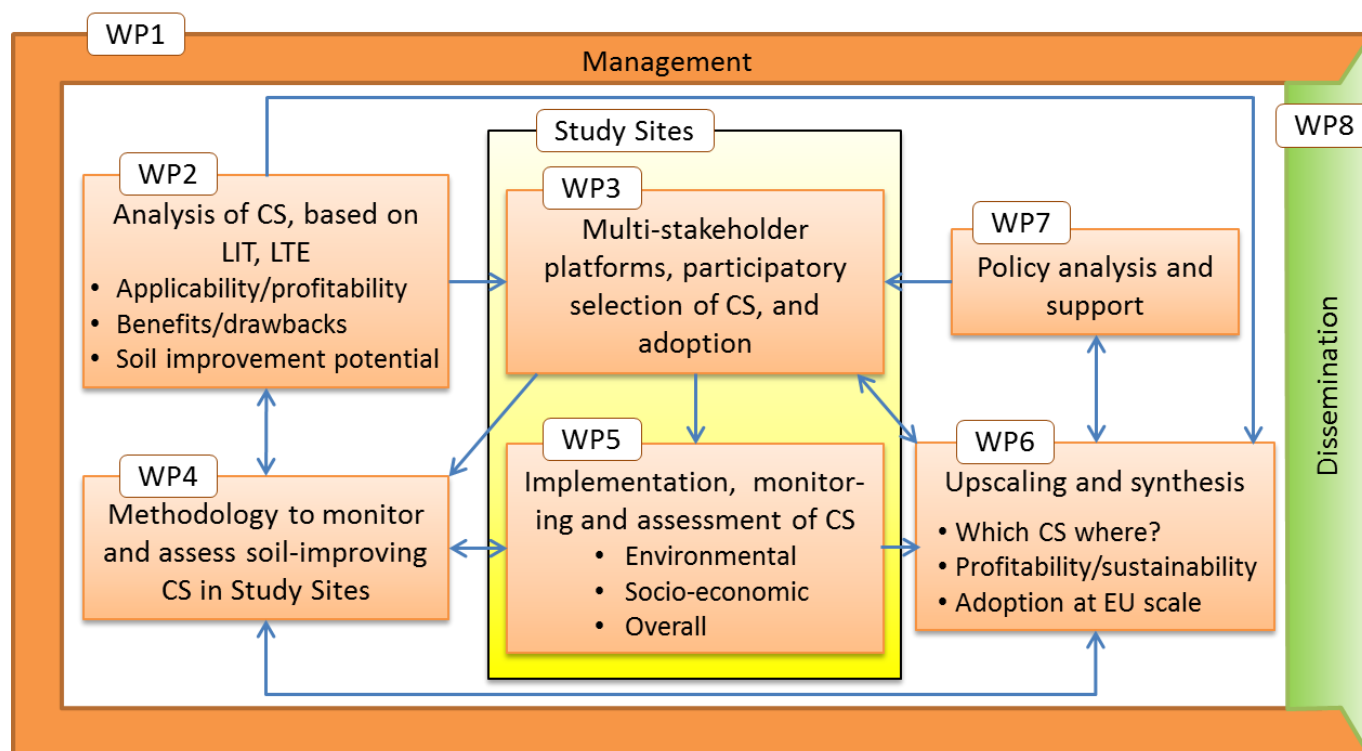 WP1
Management
WP8
Dissemination
Study Sites
WP2
Analysis of CS, based on
LIT, LTE
• Applicability/profitability
• Benefits/drawbacks
• Soil improvement potential
WP3
Multi-stakeholder
platforms, participatory
selection of CS, and
adoption
WP7
Policy analysis and
support
WP4
Methodology to monitor
and assess soil-improving
CS in Study Sites
WP5
Implementation, monitor-
ing and assessment of CS
• Environmental
• Socio-economic
• Overall
WP6
Upscaling and synthesis
• Which CS where?
• Profitability/sustainability
• Adoption at EU scale